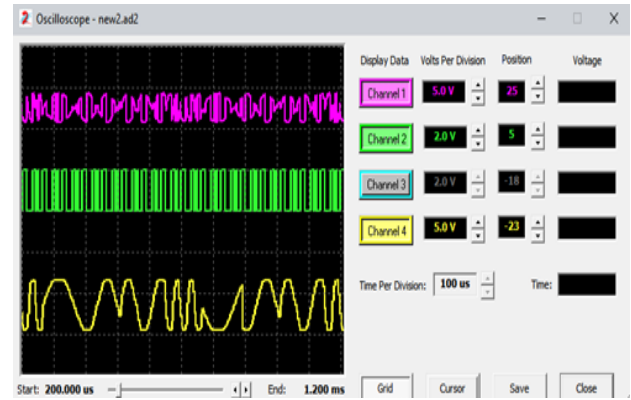 Oscilloscope - new2.ad2
Display Data Volts Per Division Position Voltage
Channel 1 5.0 V 25
Channel 2 2.0 V 5
Channel 3 2.0 V -18
Channel 4 5.0 V -23
Time Per Division: 100 us Time:
Start: 200.000 us End: 1.200 ms Grid Cursor Save Close